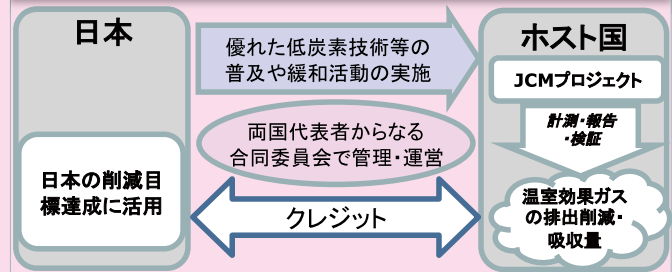 日本
優れた低炭素技術等の
普及や緩和活動の実施
ホスト国
JCMプロジェクト
計測・報告
・検証
両国代表者からなる
合同委員会で管理・運営
日本の削減目
標達成に活用
クレジット
温室効果ガス
の排出削減・
吸収量